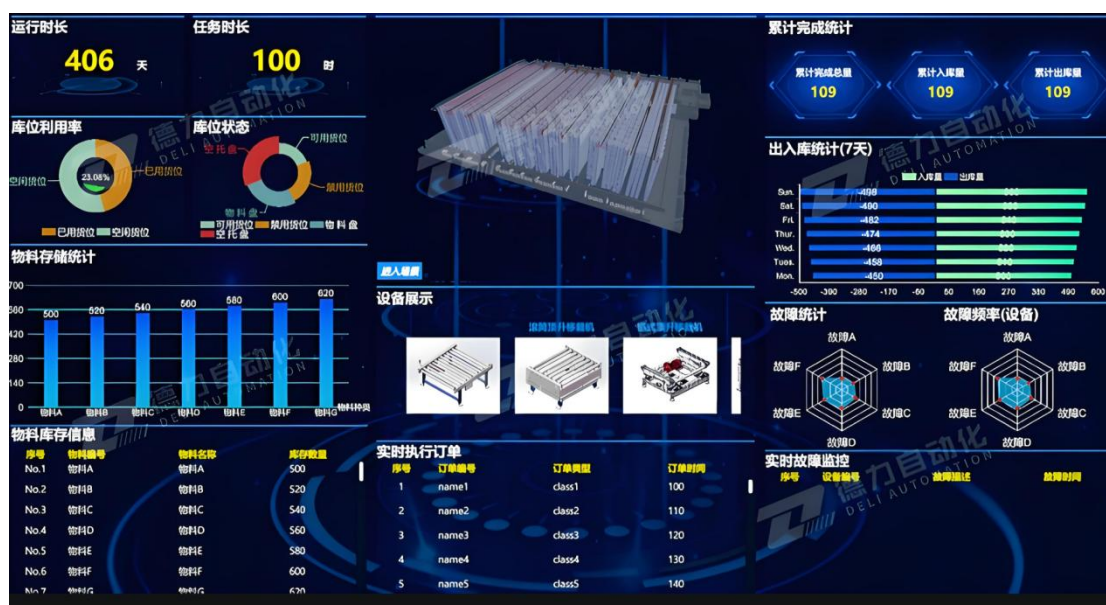 运行时长
406 天
任务时长
100 时
库位利用率
空闲货位
23.08%
已用货位
已用货位 空闲货位
库位状态
空托盘
可用货位
禁用货位
物料盘
可用货位 禁用货位 物料盘
空托盘
物料存储统计
700
560
420
280
140
0
500
520
540
560
580
600
620
物料A 物料B 物料C 物料D 物料E 物料F 物料G
物料库存信息
序号 物料编号 物料名称 库存数量
No.1 物料A 物料A 500
No.2 物料B 物料B 520
No.3 物料C 物料C 540
No.4 物料D 物料D 560
No.5 物料E 物料E 580
No.6 物料F 物料F 600
No.7 物料G 物料G 620
设备展示
滚筒顶升移载机
实时执行订单
序号 订单编号 订单类型 订单时间
1 name1 class1 100
2 name2 class2 110
3 name3 class3 120
4 name4 class4 130
5 name5 class5 140
累计完成统计
累计完成总量
109
累计入库量
109
累计出库量
109
出入库统计(7天)
入库量 出库量
Sun. -498
Sat. -490
Fri. -482
Thur. -474
Wed. -466
Tues. -458
Mon. -450
-500 -390 -280 -170 -60 50 160 270 380 490 600
故障统计
故障A
故障B
故障C
故障D
故障E
故障F
故障频率(设备)
故障A
故障B
故障C
故障D
故障E
故障F
实时故障监控
序号 设备编号 故障描述 故障时间
德力自动化
DELI AUTOMATION